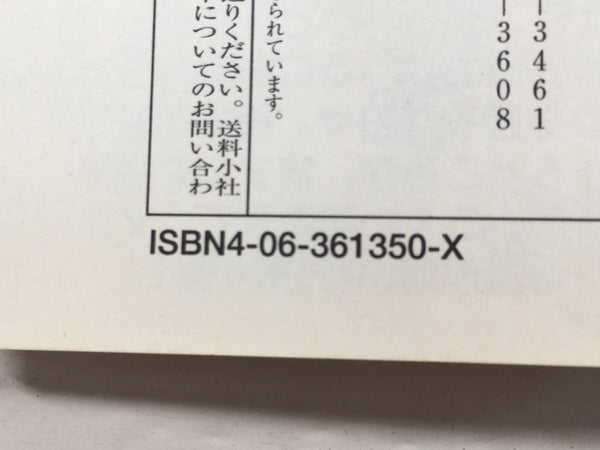 ―3461
―3608
られています。
りください。送料小社
についてのお問い合わ
ISBN4-06-361350-X